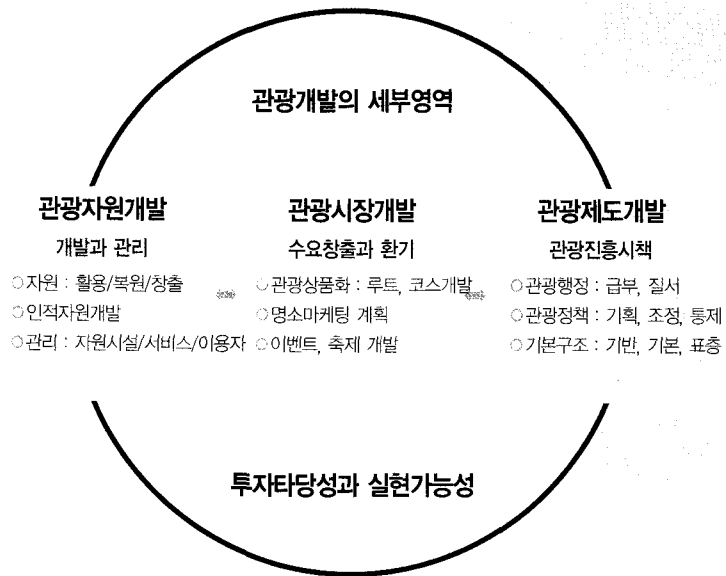 관광개발의 세부영역
관광자원개발
개발과 관리
○자원 : 활용/복원/창출
○인적자원개발
○관리 : 자원시설/서비스/이용자
관광시장개발
수요창출과 환기
○관광상품화 : 루트, 코스개발
○명소마케팅 계획
○이벤트, 축제 개발
관광제도개발
관광진흥시책
○관광행정 : 급부, 질서
○관광정책 : 기획, 조정, 통제
○기본구조 : 기반, 기본, 표층
투자타당성과 실현가능성